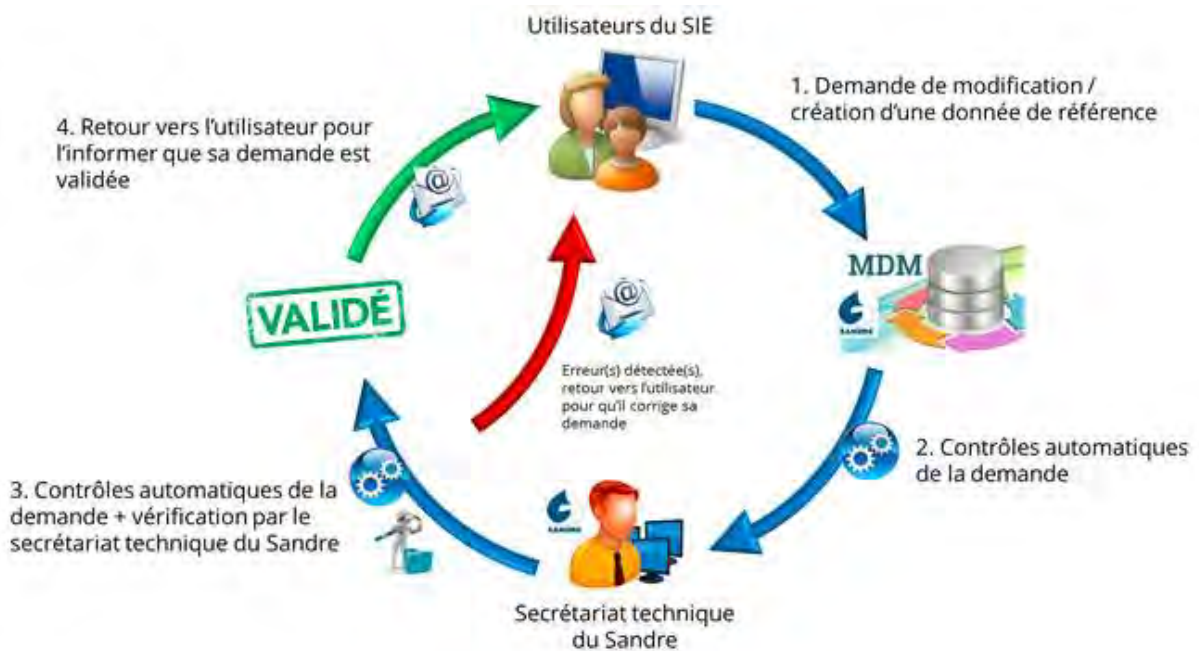 Utilisateurs du SIE
1. Demande de modification /
création d'une donnée de référence
4. Retour vers l'utilisateur pour
l'informer que sa demande est
validée
MDM
SANDRE
VALIDÉ
Erreur(s) détectée(s),
retour vers l'utilisateur
pour qu'il corrige sa
demande
2. Contrôles automatiques
de la demande
3. Contrôles automatiques de la
demande + vérification par le
secrétariat technique du Sandre
SANDRE
Secrétariat technique
du Sandre